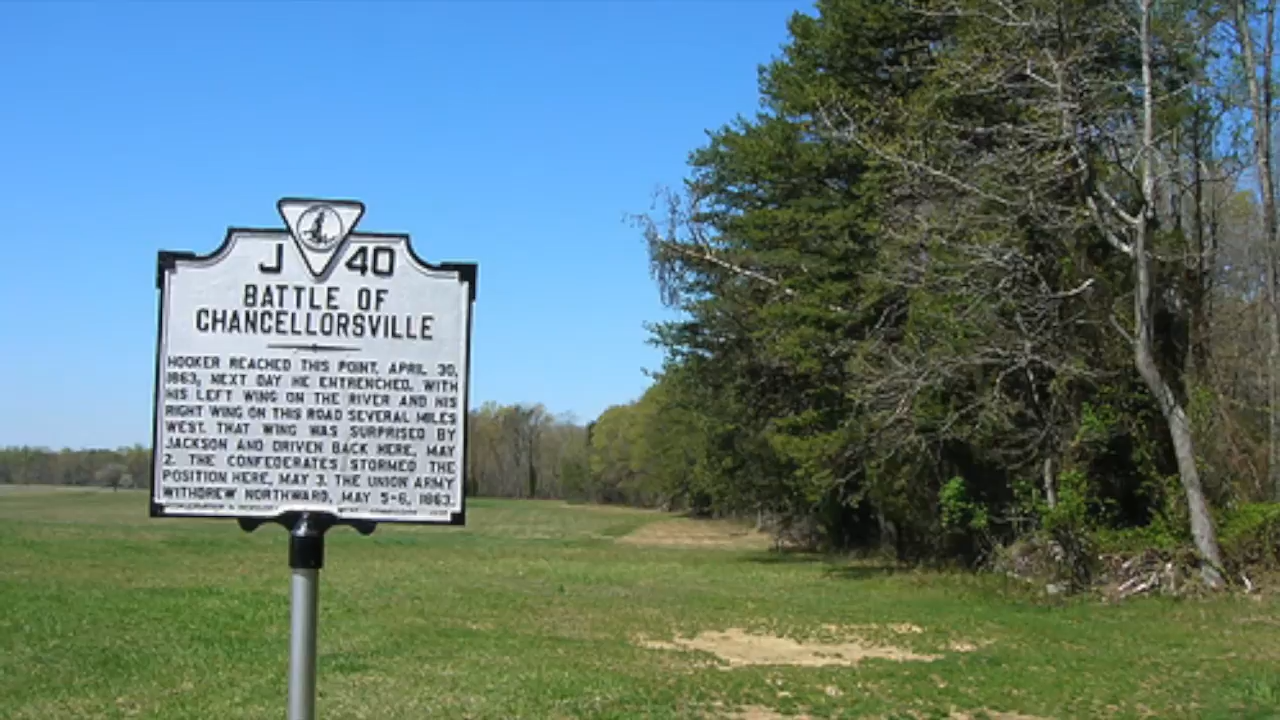 J 40
BATTLE OF
CHANCELLORSVILLE
HOOKER REACHED THIS POINT, APRIL 30,
1863, NEXT DAY HE ENTRENCHED, WITH
HIS LEFT WING ON THE RIVER AND HIS
RIGHT WING ON THIS ROAD SEVERAL MILES
WEST. THAT WING WAS SURPRISED BY
JACKSON AND DRIVEN BACK HERE, MAY
2. THE CONFEDERATES STORMED THE
POSITION HERE, MAY 3. THE UNION ARMY
WITHDREW NORTHWARD, MAY 5-6, 1863.